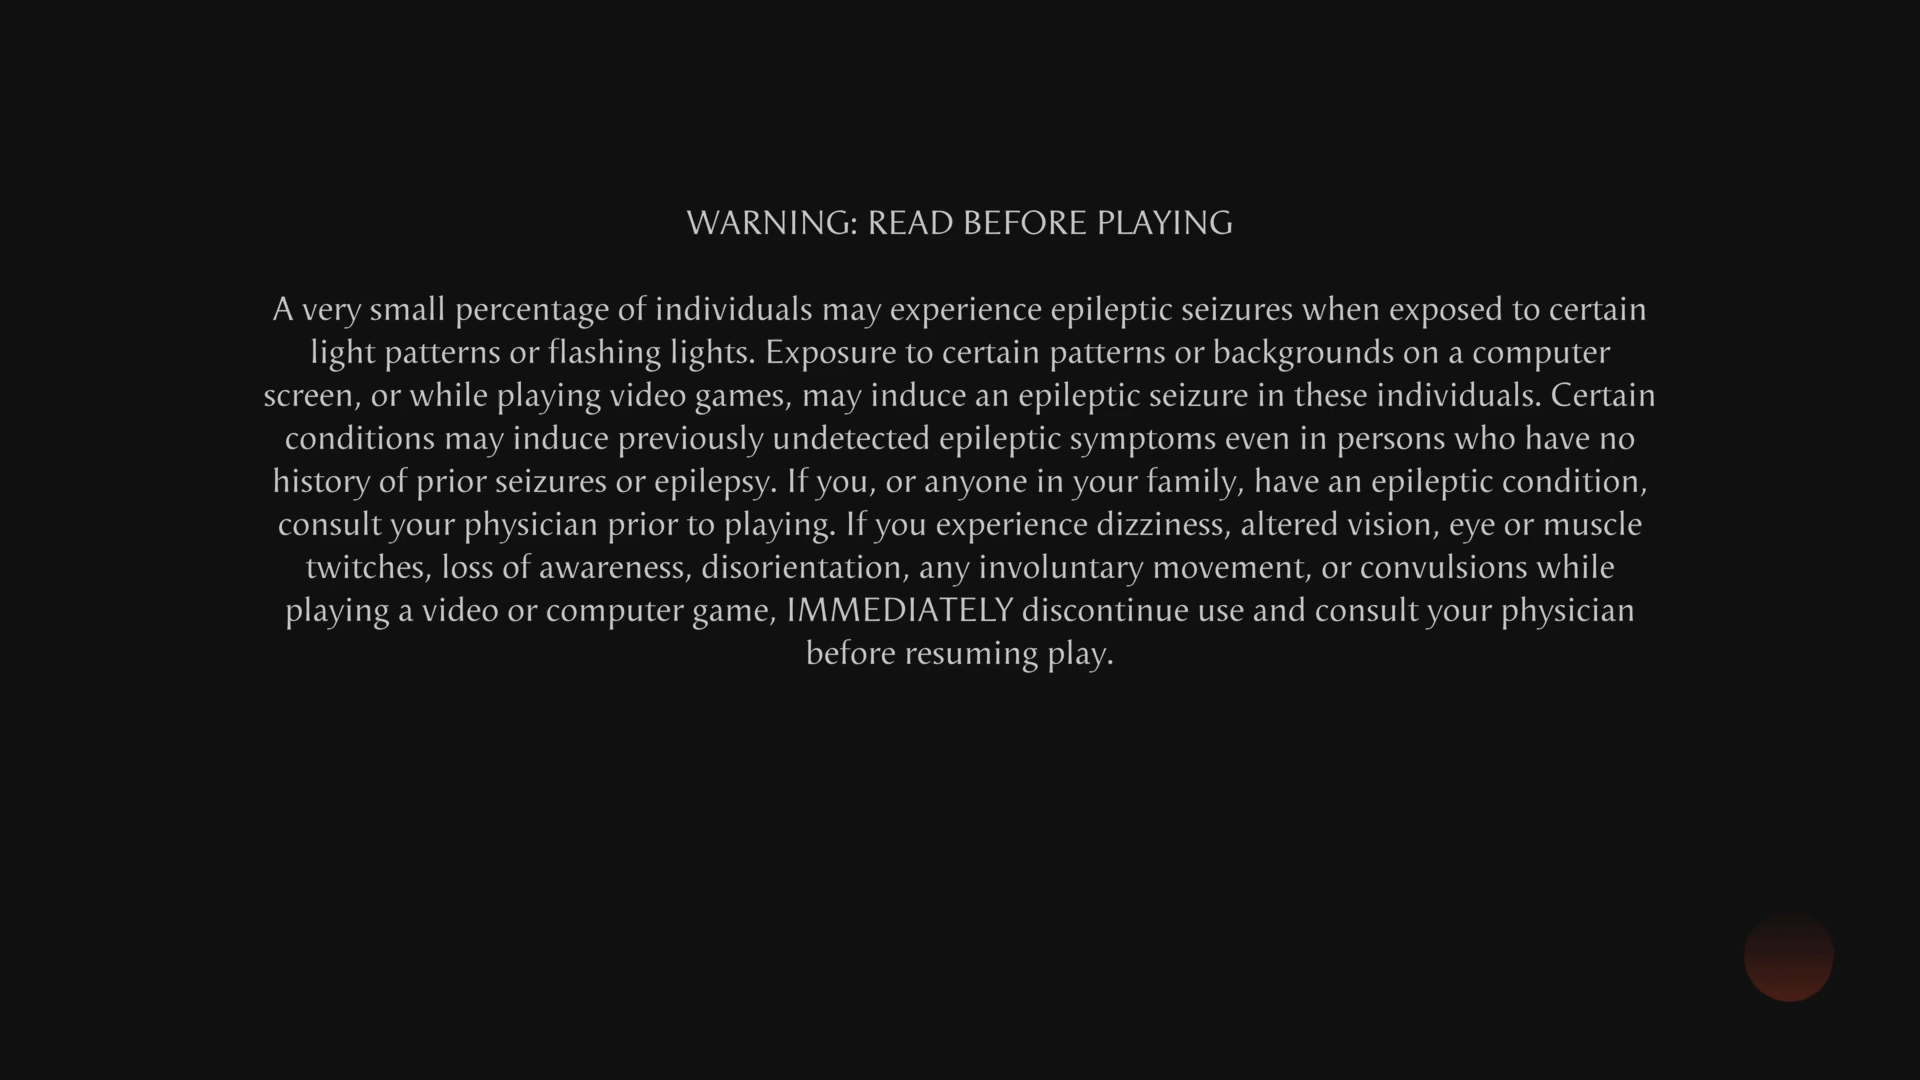 WARNING: READ BEFORE PLAYING
A very small percentage of individuals may experience epileptic seizures when exposed to certain
light patterns or flashing lights. Exposure to certain patterns or backgrounds on a computer
screen, or while playing video games, may induce an epileptic seizure in these individuals. Certain
conditions may induce previously undetected epileptic symptoms even in persons who have no
history of prior seizures or epilepsy. If you, or anyone in your family, have an epileptic condition,
consult your physician prior to playing. If you experience dizziness, altered vision, eye or muscle
twitches, loss of awareness, disorientation, any involuntary movement, or convulsions while
playing a video or computer game, IMMEDIATELY discontinue use and consult your physician
before resuming play.